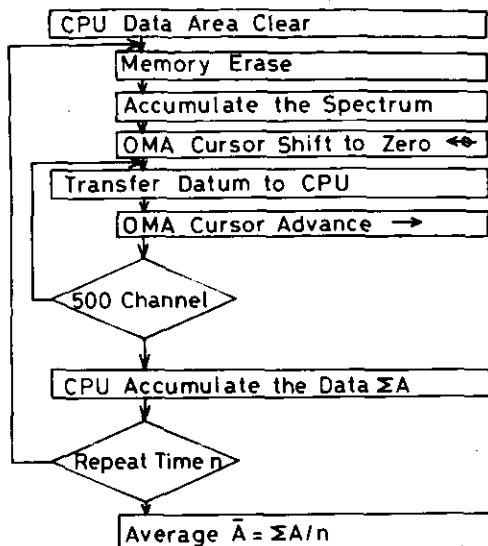 CPU Data Area Clear
Memory Erase
Accumulate the Spectrum
OMA Cursor Shift to Zero
Transfer Datum to CPU
OMA Cursor Advance →
500 Channel
CPU Accumulate the Data ΣA
Repeat Time n
Average Ā = ΣA/n